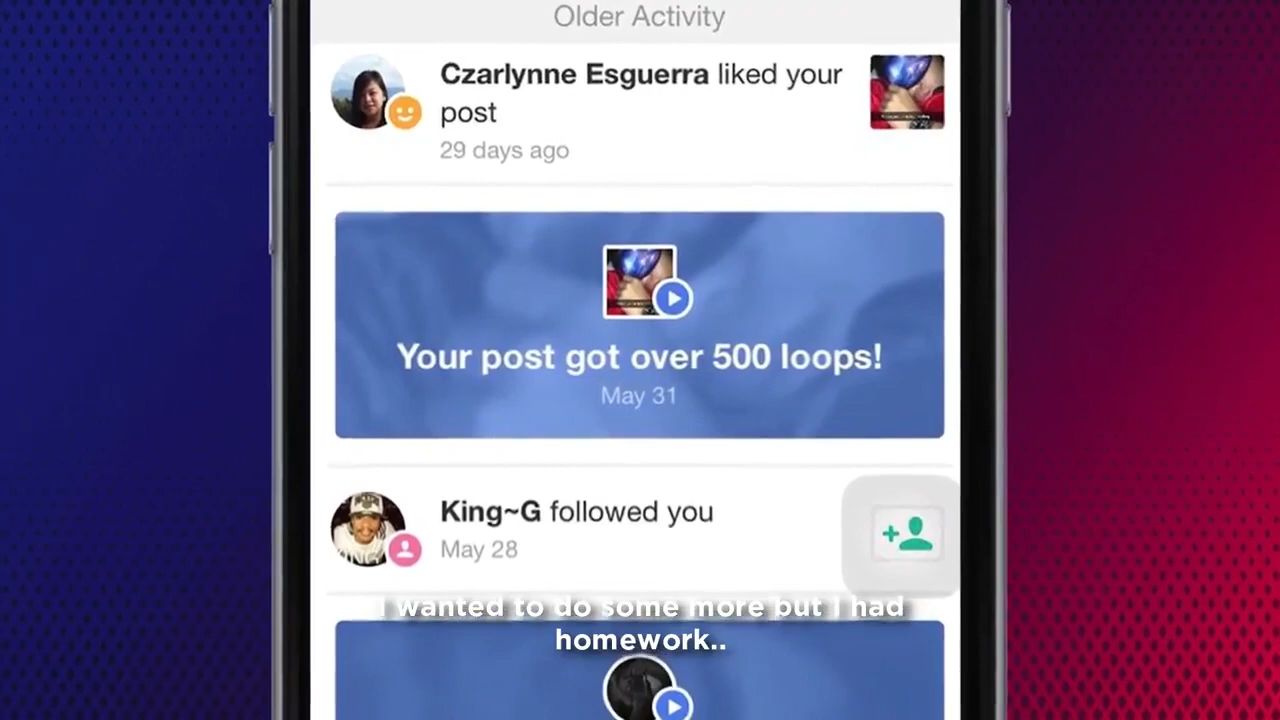 Older Activity
Czarlynne Esguerra liked your
post
29 days ago
Your post got over 500 loops!
May 31
King~G followed you
May 28
I wanted to do some more but I had
homework..